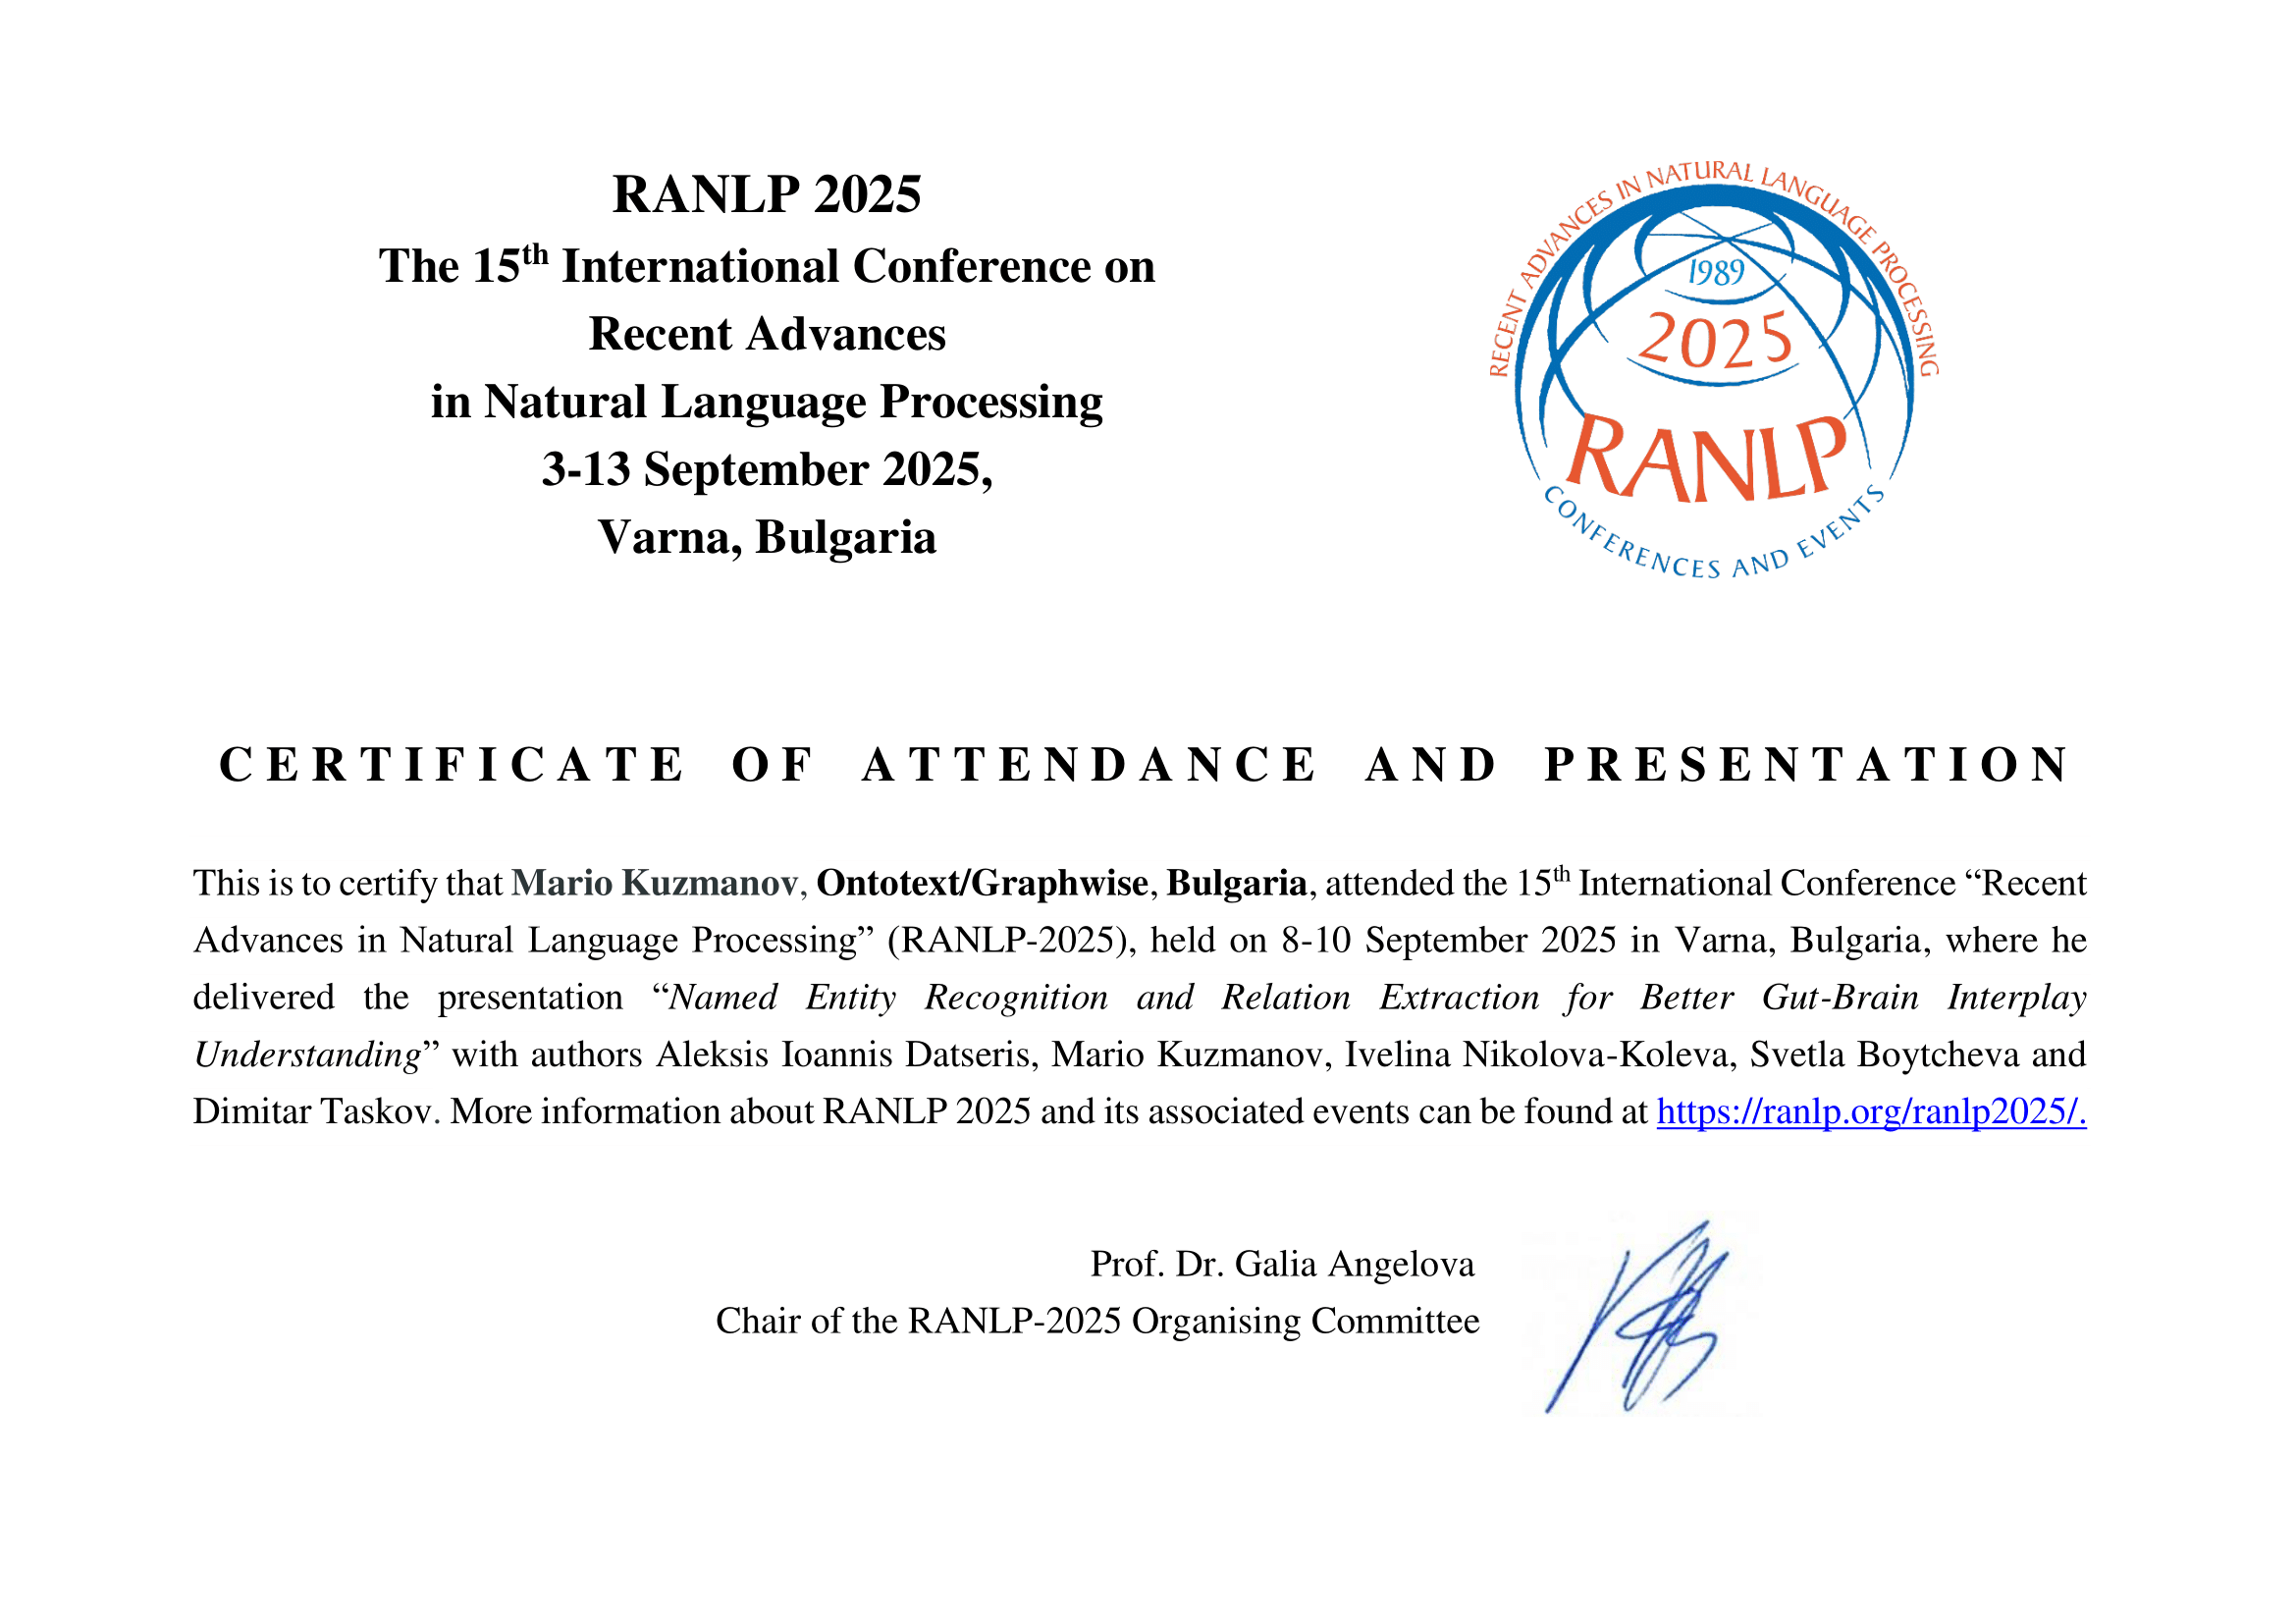 RANLP 2025
The 15th International Conference on
Recent Advances
in Natural Language Processing
3-13 September 2025,
Varna, Bulgaria
RECENT ADVANCES IN NATURAL LANGUAGE PROCESSING
1989
2025
RANLP
CONFERENCES AND EVENTS
CERTIFICATE OF ATTENDANCE AND PRESENTATION
This is to certify that Mario Kuzmanov, Ontotext/Graphwise, Bulgaria, attended the 15th International Conference “Recent
Advances in Natural Language Processing” (RANLP-2025), held on 8-10 September 2025 in Varna, Bulgaria, where he
delivered the presentation “Named Entity Recognition and Relation Extraction for Better Gut-Brain Interplay
Understanding” with authors Aleksis Ioannis Datseris, Mario Kuzmanov, Ivelina Nikolova-Koleva, Svetla Boytcheva and
Dimitar Taskov. More information about RANLP 2025 and its associated events can be found at https://ranlp.org/ranlp2025/.
Prof. Dr. Galia Angelova
Chair of the RANLP-2025 Organising Committee